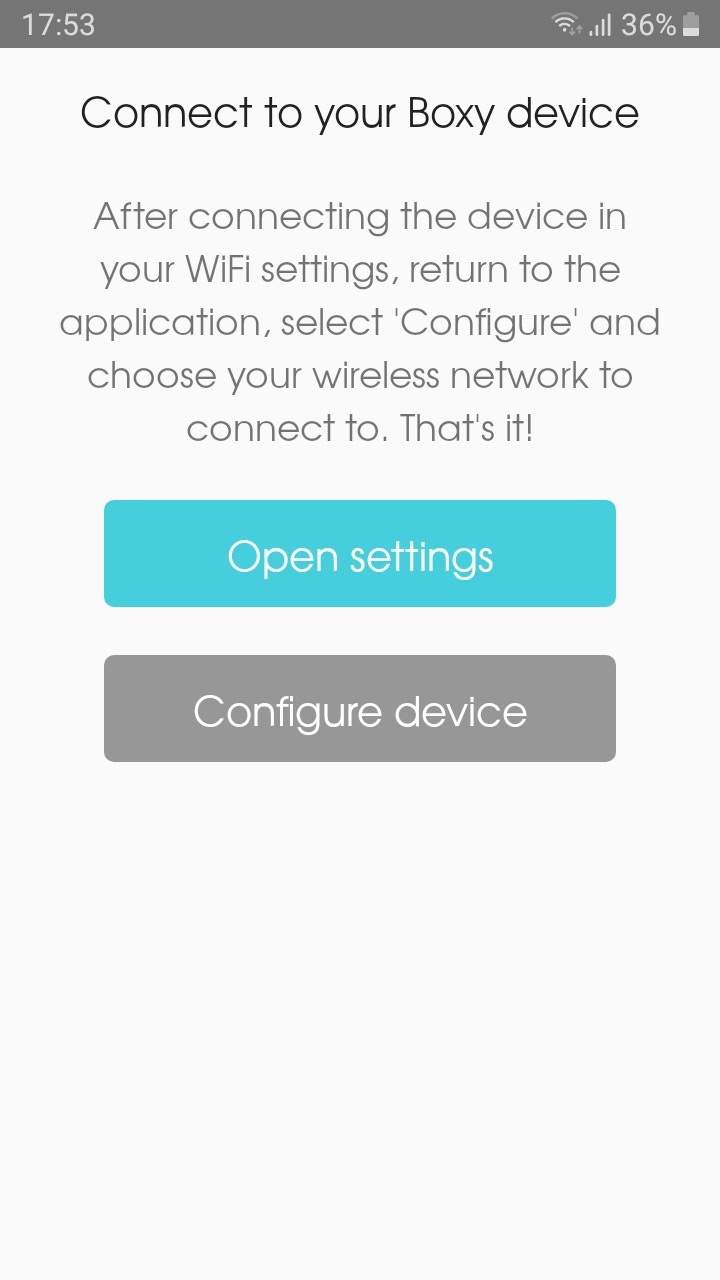 17:53
36%
Connect to your Boxy device
After connecting the device in
your WiFi settings, return to the
application, select 'Configure' and
choose your wireless network to
connect to. That's it!
Open settings
Configure device